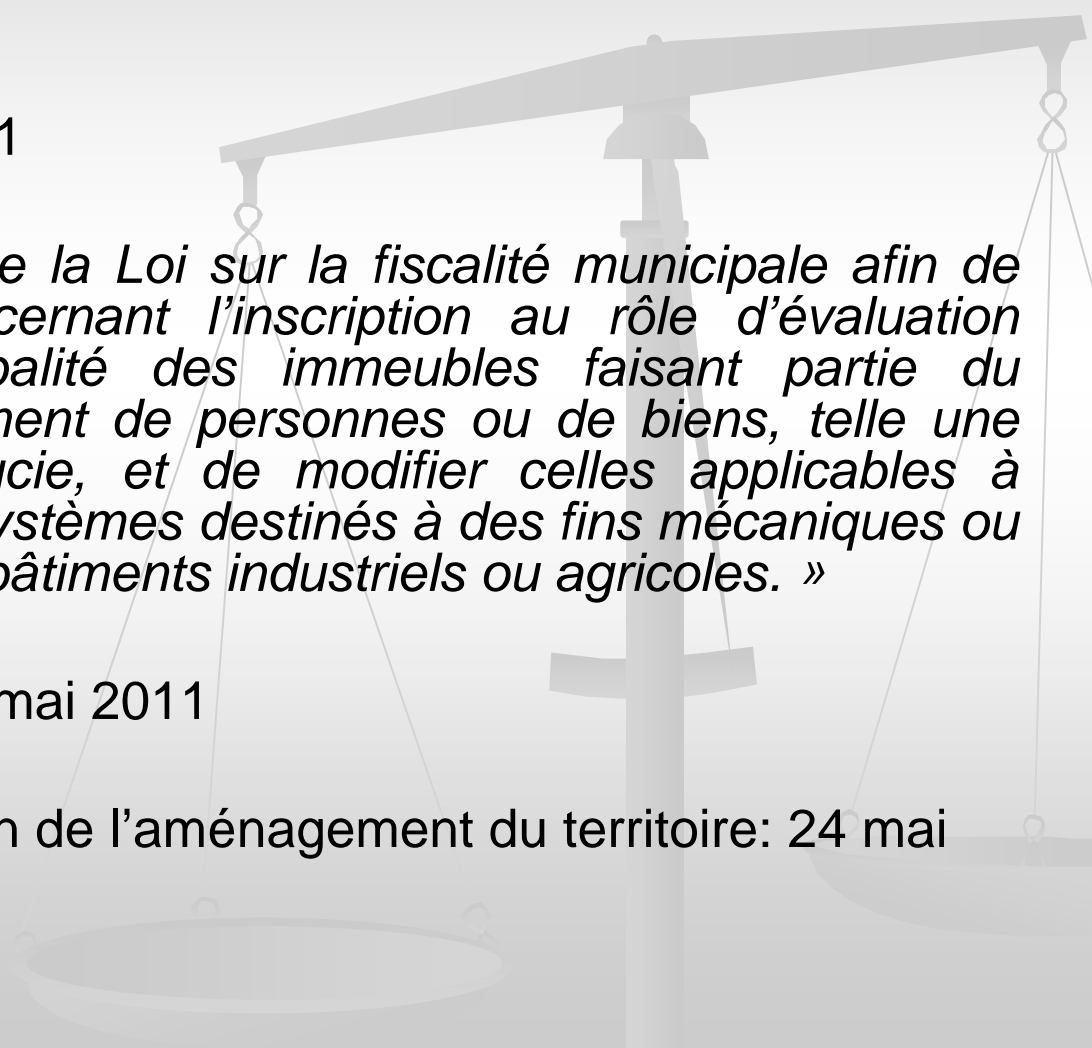 1
e la Loi sur la fiscalité municipale afin de
cernant l’inscription au rôle d’évaluation
palité des immeubles faisant partie du
ment de personnes ou de biens, telle une
ucie, et de modifier celles applicables à
ystèmes destinés à des fins mécaniques ou
bâtiments industriels ou agricoles. »
mai 2011
n de l’aménagement du territoire: 24 mai